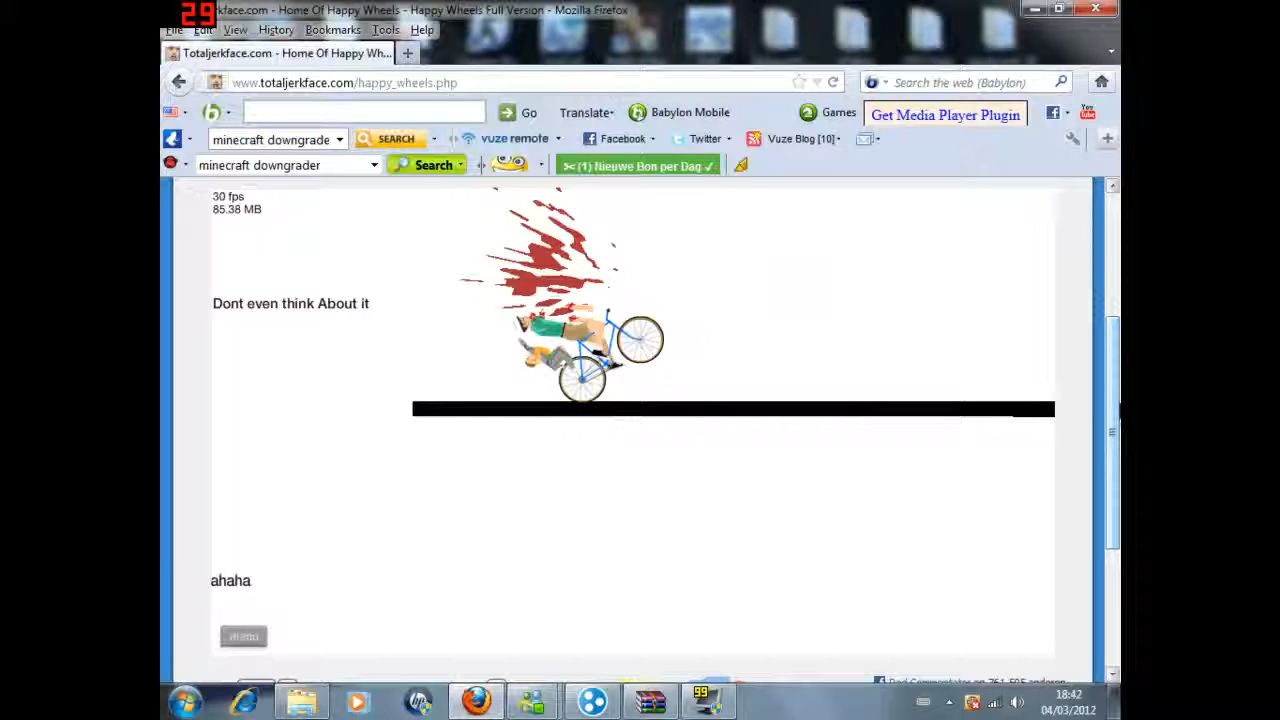 29
kface.com - Home Of Happy Wheels - Happy Wheels Full Version - Mozilla Firefox
File Edit View History Bookmarks Tools Help
Totaljerkface.com - Home Of Happy Wh...
www.totaljerkface.com/happy_wheels.php
Search the web (Babylon)
Go Translate Babylon Mobile Games Get Media Player Plugin
minecraft downgrade SEARCH vuze remote Facebook Twitter Vuze Blog [10]
minecraft downgrader Search (1) Nieuwe Bon per Dag
30 fps
85.38 MB
Dont even think About it
ahaha
menu
99
18:42
04/03/2012